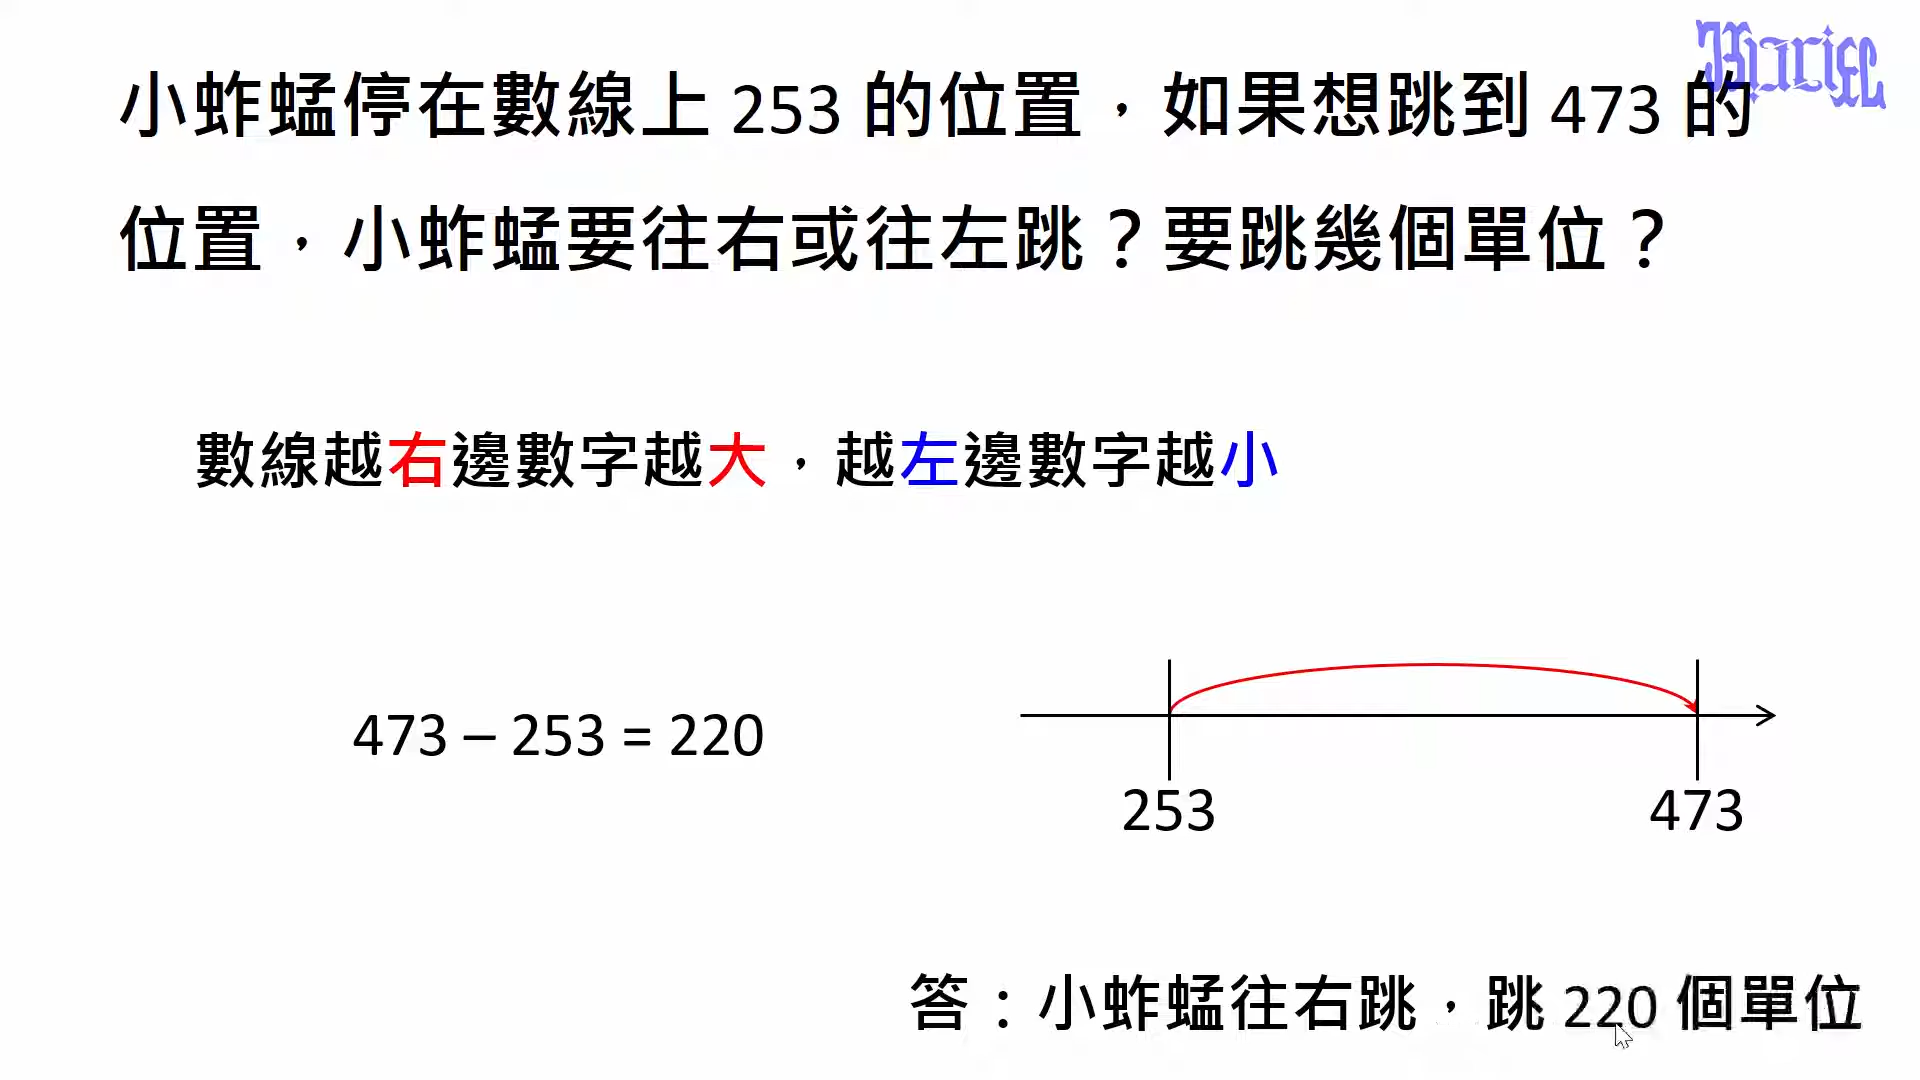 小蚱蜢停在數線上 253 的位置，如果想跳到 473 的
位置，小蚱蜢要往右或往左跳？要跳幾個單位？
數線越右邊數字越大，越左邊數字越小
473 – 253 = 220
253
473
答：小蚱蜢往右跳，跳 220 個單位